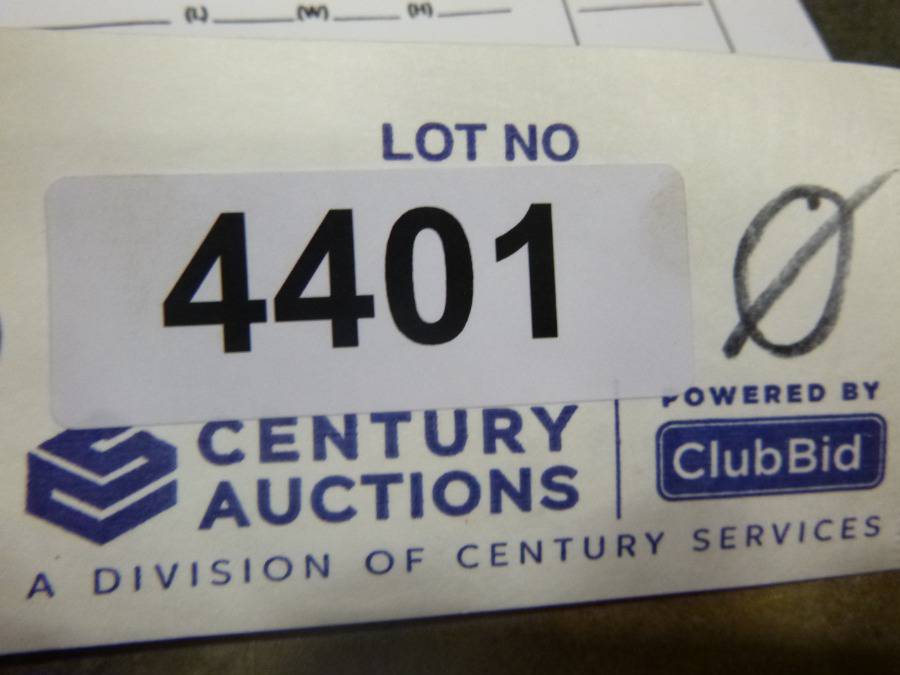 (L) (W) (H)
LOT NO
4401 Ø
POWERED BY
ClubBid
CENTURY
AUCTIONS
A DIVISION OF CENTURY SERVICES